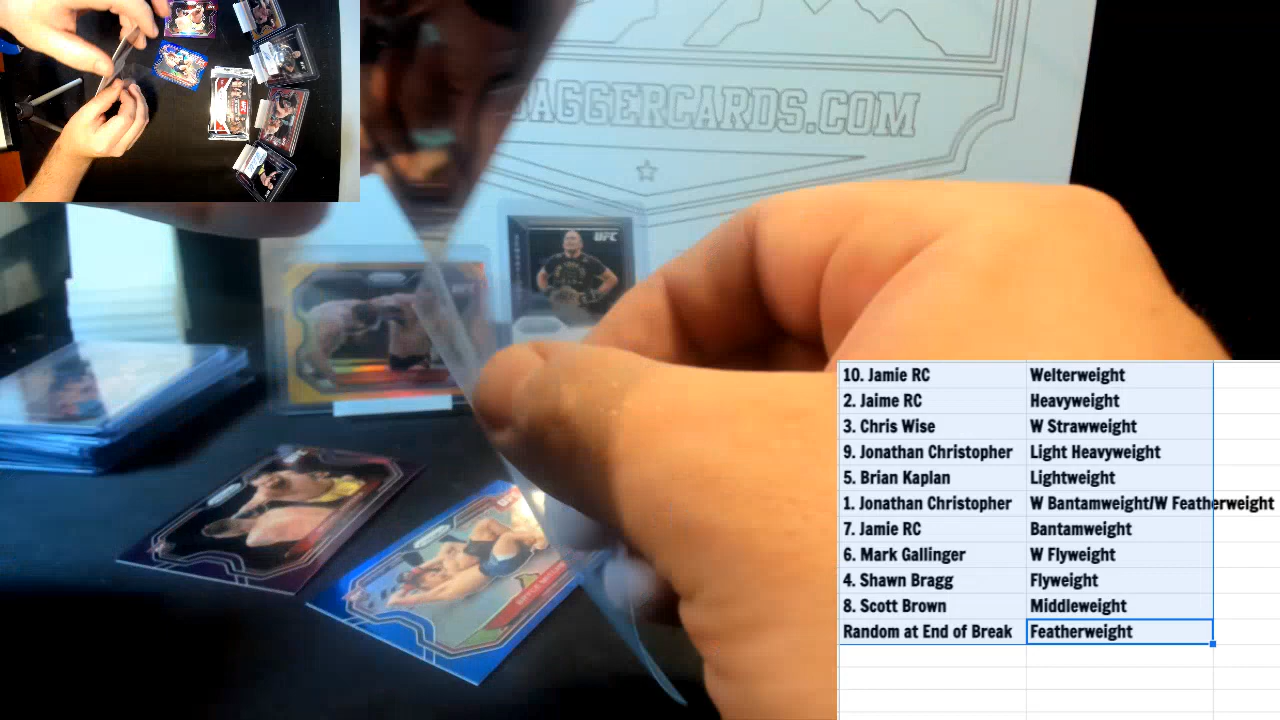 AGGERCARDS.COM
UFC
10. Jamie RC Welterweight
2. Jaime RC Heavyweight
3. Chris Wise W Strawweight
9. Jonathan Christopher Light Heavyweight
5. Brian Kaplan Lightweight
1. Jonathan Christopher W Bantamweight/W Featherweight
7. Jamie RC Bantamweight
6. Mark Gallinger W Flyweight
4. Shawn Bragg Flyweight
8. Scott Brown Middleweight
Random at End of Break Featherweight